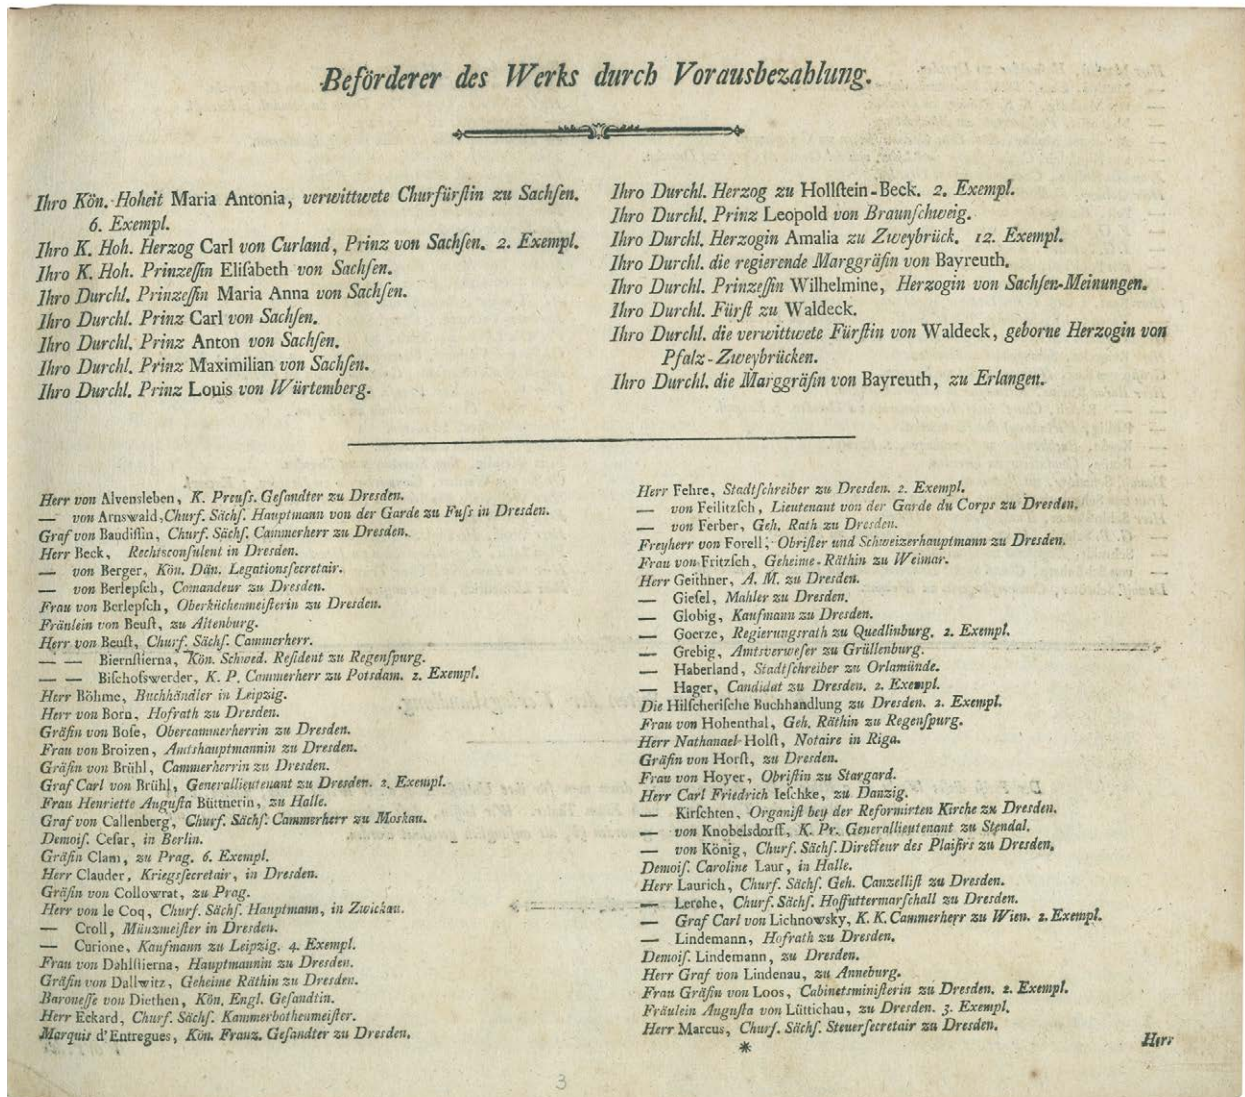 Beförderer des Werks durch Vorausbezahlung.
Ihro Kön. Hoheit Maria Antonia, verwittwete Churfürſtin zu Sachſen.
6. Exempl.
Ihro K. Hoh. Herzog Carl von Curland, Prinz von Sachſen. 2. Exempl.
Ihro K. Hoh. Prinzeſſin Eliſabeth von Sachſen.
Ihro Durchl. Prinzeſſin Maria Anna von Sachſen.
Ihro Durchl. Prinz Carl von Sachſen.
Ihro Durchl. Prinz Anton von Sachſen.
Ihro Durchl. Prinz Maximilian von Sachſen.
Ihro Durchl. Prinz Louis von Würtemberg.
Ihro Durchl. Herzog zu Hollſtein-Beck. 2. Exempl.
Ihro Durchl. Prinz Leopold von Braunſchweig.
Ihro Durchl. Herzogin Amalia zu Zweybrück. 12. Exempl.
Ihro Durchl. die regierende Marggräfin von Bayreuth.
Ihro Durchl. Prinzeſſin Wilhelmine, Herzogin von Sachſen-Meinungen.
Ihro Durchl. Fürſt zu Waldeck.
Ihro Durchl. die verwittwete Fürſtin von Waldeck, geborne Herzogin von
Pfalz-Zweybrücken.
Ihro Durchl. die Marggräfin von Bayreuth, zu Erlangen.
Herr von Alvensleben, K. Preuſs. Geſandter zu Dresden.
— von Arnswald, Churf. Sächſ. Hauptmann von der Garde zu Fuſs in Dresden.
Graf von Baudiſſin, Churf. Sächſ. Cammerherr zu Dresden.
Herr Beck, Rechtsconſulent in Dresden.
— von Berger, Kön. Dän. Legationsſecretair.
— von Berlepſch, Comandeur zu Dresden.
Frau von Berlepſch, Oberküchenmeiſterin zu Dresden.
Fräulein von Beuſt, zu Altenburg.
Herr von Beuſt, Churf. Sächſ. Cammerherr.
— — Biernſtierna, Kön. Schwed. Reſident zu Regenſpurg.
— — Biſchofswerder, K. P. Cammerherr zu Potsdam. 2. Exempl.
Herr Böhme, Buchhändler in Leipzig.
Herr von Born, Hofrath zu Dresden.
Gräfin von Boſe, Obercammerherrin zu Dresden.
Frau von Broizen, Amtshauptmannin zu Dresden.
Gräfin von Brühl, Cammerherrin zu Dresden.
Graf Carl von Brühl, Generallieutenant zu Dresden. 2. Exempl.
Frau Henriette Auguſta Büttnerin, zu Halle.
Graf von Callenberg, Churf. Sächſ. Cammerherr zu Moskau.
Demoiſ. Ceſar, in Berlin.
Gräfin Clam, zu Prag. 6. Exempl.
Herr Clauder, Kriegsſecretair, in Dresden.
Gräfin von Collowrat, zu Prag.
Herr von le Coq, Churf. Sächſ. Hauptmann, in Zwickau.
— Croll, Münzmeiſter in Dresden.
— Curione, Kaufmann zu Leipzig. 4. Exempl.
Frau von Dahlſtierna, Hauptmannin zu Dresden.
Gräfin von Dallwitz, Geheime Räthin zu Dresden.
Baroneſſe von Diethen, Kön. Engl. Geſandtin.
Herr Eckard, Churf. Sächſ. Kammerbothenmeiſter.
Marquis d'Entregues, Kön. Franz. Geſandter zu Dresden.
Herr Fehre, Stadtſchreiber zu Dresden. 2. Exempl.
— von Feilitzſch, Lieutenant von der Garde du Corps zu Dresden.
— von Ferber, Geh. Rath zu Dresden.
Freyherr von Forell, Obriſter und Schweizerhauptmann zu Dresden.
Frau von Fritzſch, Geheime-Räthin zu Weimar.
Herr Geithner, A. M. zu Dresden.
— Gieſel, Mahler zu Dresden.
— Globig, Kaufmann zu Dresden.
— Goerze, Regierungsrath zu Quedlinburg. 2. Exempl.
— Grebig, Amtsverweſer zu Grüllenburg.
— Haberland, Stadtſchreiber zu Orlamünde.
— Hager, Candidat zu Dresden. 2. Exempl.
Die Hilſcheriſche Buchhandlung zu Dresden. 2. Exempl.
Frau von Hohenthal, Geh. Räthin zu Regenſpurg.
Herr Nathanael Holſt, Notaire in Riga.
Gräfin von Horſt, zu Dresden.
Frau von Hoyer, Obriſtin zu Stargard.
Herr Carl Friedrich Ieſchke, zu Danzig.
— Kirſchten, Organiſt bey der Reformirten Kirche zu Dresden.
— von Knobelsdorff, K. Pr. Generallieutenant zu Stendal.
— von König, Churf. Sächſ. Directeur des Plaiſirs zu Dresden.
Demoiſ. Caroline Laur, in Halle.
Herr Laurich, Churf. Sächſ. Geh. Canzelliſt zu Dresden.
— Lerche, Churf. Sächſ. Hoffuttermarſchall zu Dresden.
— Graf Carl von Lichnowsky, K. K. Cammerherr zu Wien. 2. Exempl.
— Lindemann, Hofrath zu Dresden.
Demoiſ. Lindemann, zu Dresden.
Herr Graf von Lindenau, zu Anneburg.
Frau Gräfin von Loos, Cabinetsminiſterin zu Dresden. 2. Exempl.
Fräulein Auguſta von Lüttichau, zu Dresden. 3. Exempl.
Herr Marcus, Churf. Sächſ. Steuerſecretair zu Dresden.
*
Herr
3